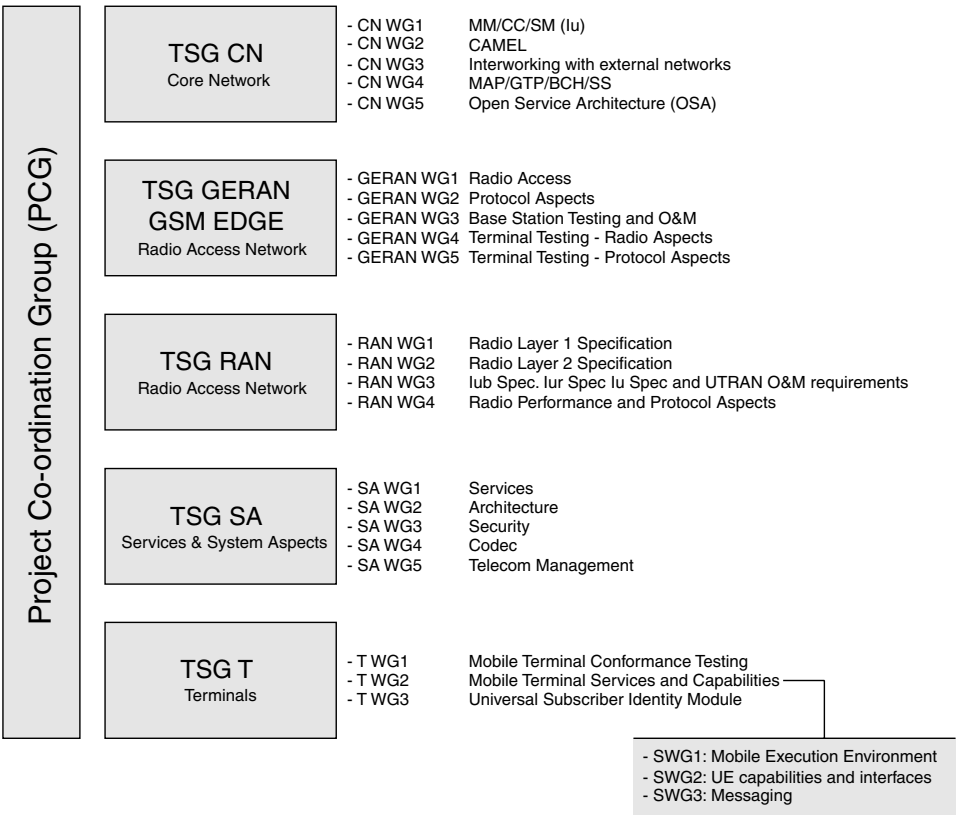 Project Co-ordination Group (PCG)
TSG CN
Core Network
- CN WG1 MM/CC/SM (Iu)
- CN WG2 CAMEL
- CN WG3 Interworking with external networks
- CN WG4 MAP/GTP/BCH/SS
- CN WG5 Open Service Architecture (OSA)
TSG GERAN
GSM EDGE
Radio Access Network
- GERAN WG1 Radio Access
- GERAN WG2 Protocol Aspects
- GERAN WG3 Base Station Testing and O&M
- GERAN WG4 Terminal Testing - Radio Aspects
- GERAN WG5 Terminal Testing - Protocol Aspects
TSG RAN
Radio Access Network
- RAN WG1 Radio Layer 1 Specification
- RAN WG2 Radio Layer 2 Specification
- RAN WG3 Iub Spec. Iur Spec Iu Spec and UTRAN O&M requirements
- RAN WG4 Radio Performance and Protocol Aspects
TSG SA
Services & System Aspects
- SA WG1 Services
- SA WG2 Architecture
- SA WG3 Security
- SA WG4 Codec
- SA WG5 Telecom Management
TSG T
Terminals
- T WG1 Mobile Terminal Conformance Testing
- T WG2 Mobile Terminal Services and Capabilities
- T WG3 Universal Subscriber Identity Module
- SWG1: Mobile Execution Environment
- SWG2: UE capabilities and interfaces
- SWG3: Messaging